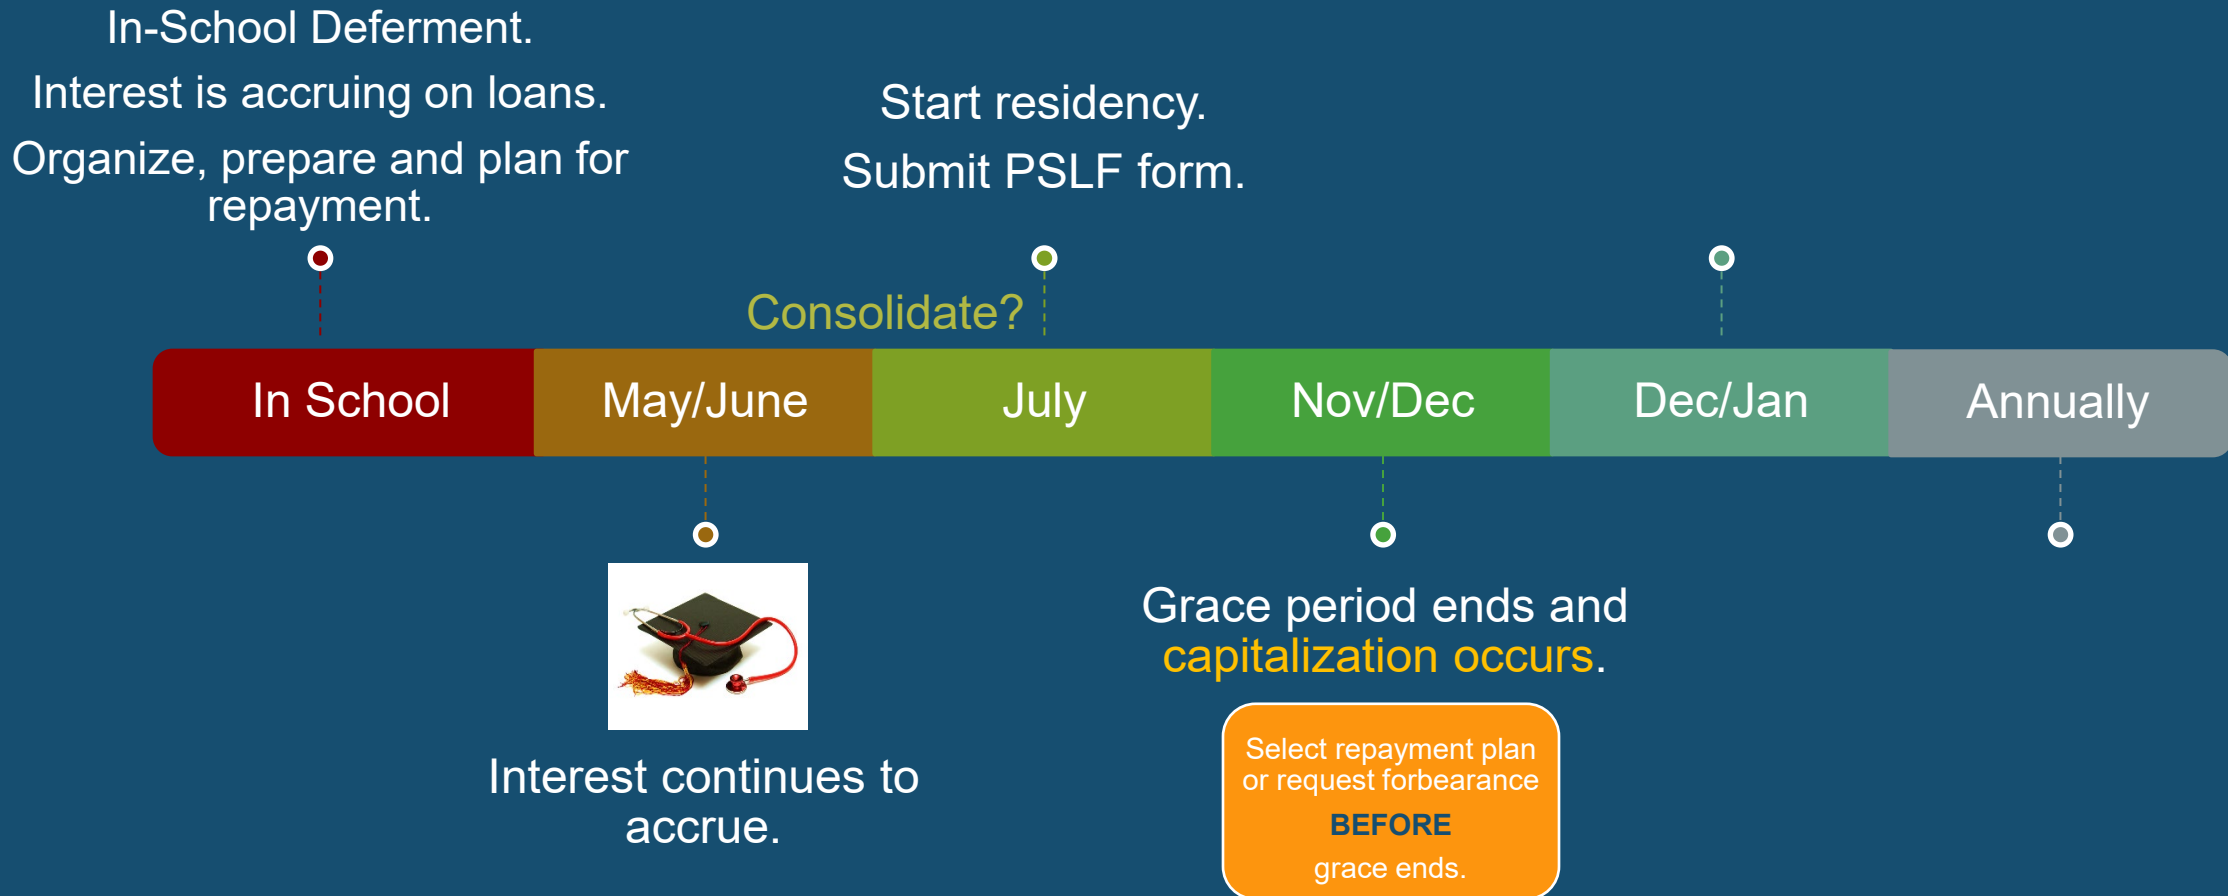 In-School Deferment.
Interest is accruing on loans.
Organize, prepare and plan for
repayment.
Start residency.
Submit PSLF form.
Consolidate?
In School
May/June
July
Nov/Dec
Dec/Jan
Annually
Interest continues to
accrue.
Grace period ends and
capitalization occurs.
Select repayment plan
or request forbearance
BEFORE
grace ends.